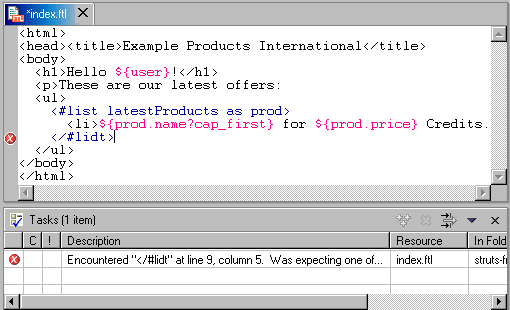 *index.ftl
<html>
<head><title>Example Products International</title>
<body>
<h1>Hello ${user}!</h1>
<p>These are our latest offers:
<ul>
<#list latestProducts as prod>
<li>${prod.name?cap_first} for ${prod.price} Credits.
</#lidt>
</ul>
</body>
</html>
Tasks (1 item)
C ! Description Resource In Fold
Encountered "</#lidt" at line 9, column 5. Was expecting one of... index.ftl struts-fr